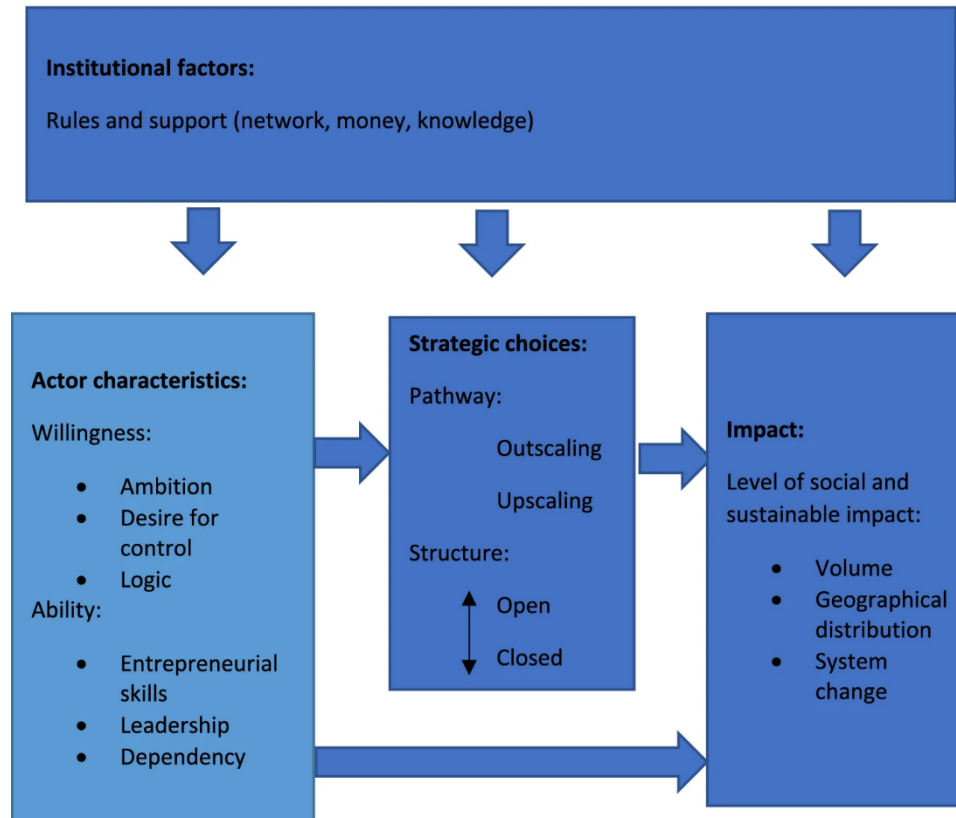 Institutional factors:
Rules and support (network, money, knowledge)
Actor characteristics:
Willingness:
• Ambition
• Desire for
control
• Logic
Ability:
• Entrepreneurial
skills
• Leadership
• Dependency
Strategic choices:
Pathway:
Outscaling
Upscaling
Structure:
Open
Closed
Impact:
Level of social and
sustainable impact:
• Volume
• Geographical
distribution
• System
change